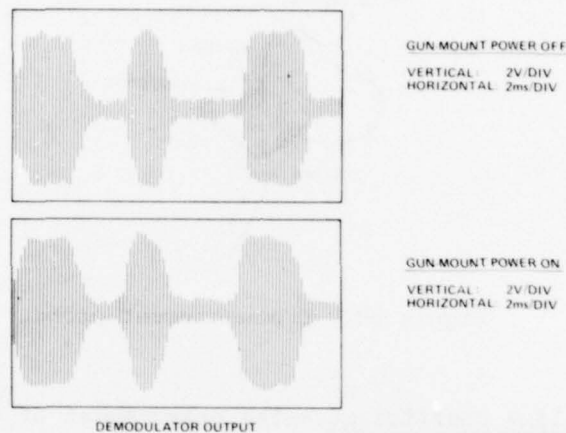 GUN MOUNT POWER OFF
VERTICAL: 2V/DIV
HORIZONTAL: 2ms/DIV
GUN MOUNT POWER ON
VERTICAL: 2V/DIV
HORIZONTAL: 2ms/DIV
DEMODULATOR OUTPUT